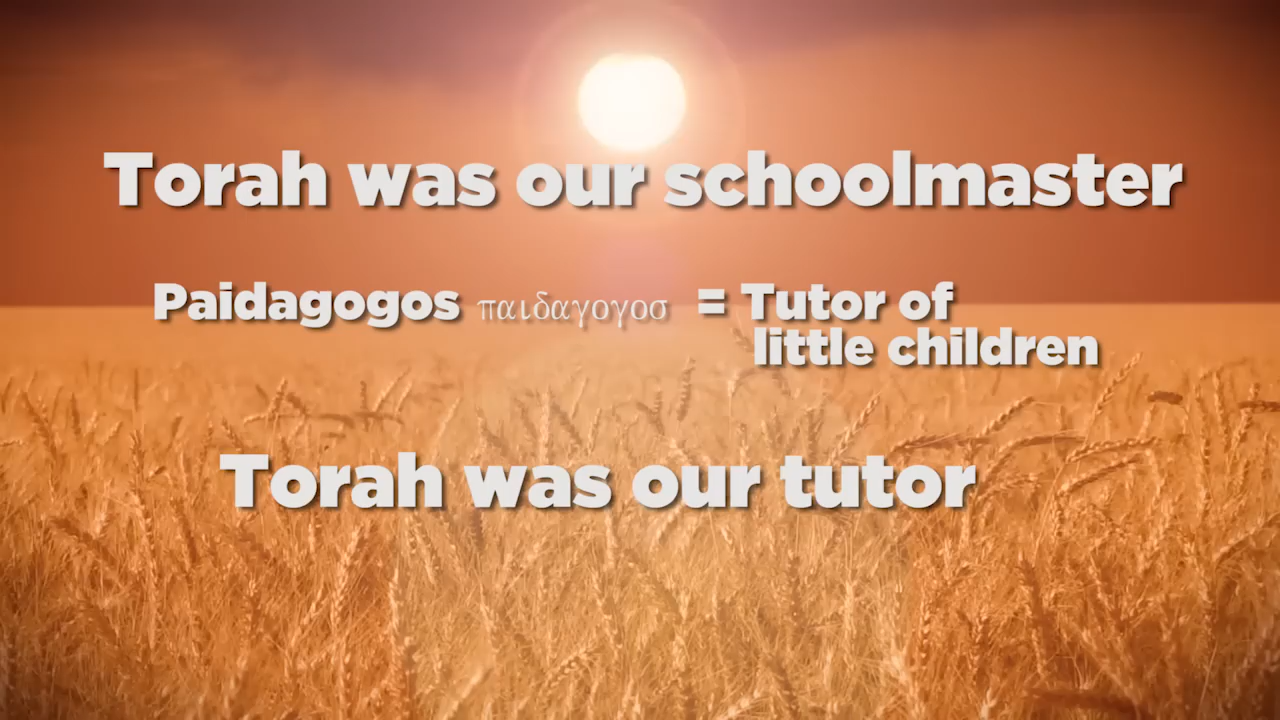 Torah was our schoolmaster
Paidagogos παιδαγογοσ = Tutor of
little children
Torah was our tutor